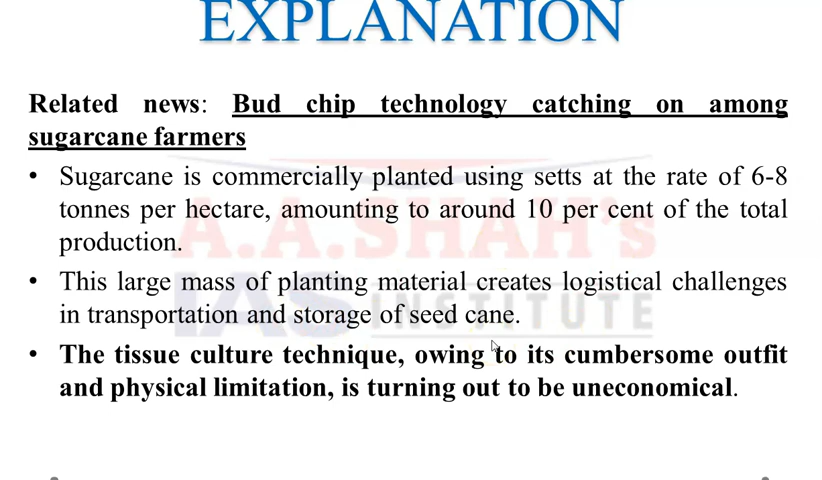 EXPLANATION
Related news: Bud chip technology catching on among
sugarcane farmers
• Sugarcane is commercially planted using setts at the rate of 6-8
tonnes per hectare, amounting to around 10 per cent of the total
production.
• This large mass of planting material creates logistical challenges
in transportation and storage of seed cane.
• The tissue culture technique, owing to its cumbersome outfit
and physical limitation, is turning out to be uneconomical.
A.A.SHAH's
IAS INSTITUTE